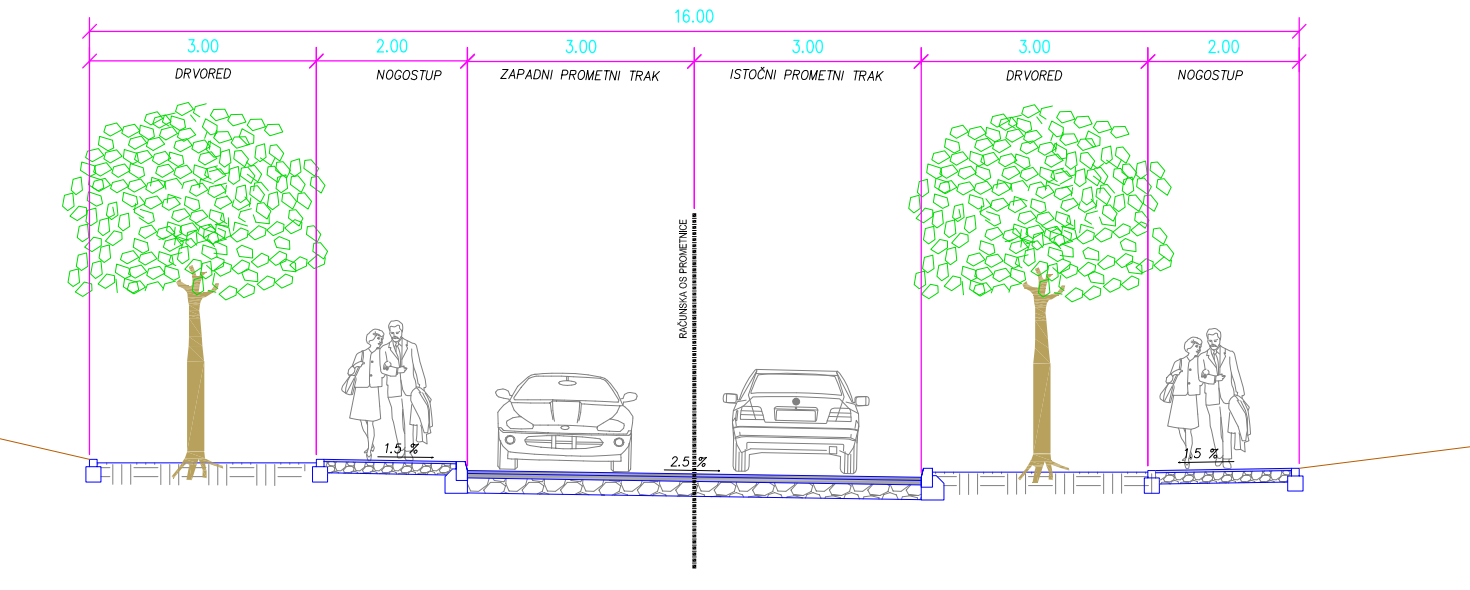 16.00
3.00 2.00 3.00 3.00 3.00 2.00
DRVORED NOGOSTUP ZAPADNI PROMETNI TRAK ISTOČNI PROMETNI TRAK DRVORED NOGOSTUP
RAČUNSKA OS PROMETNICE
1.5 % 2.5 % 1,5 %